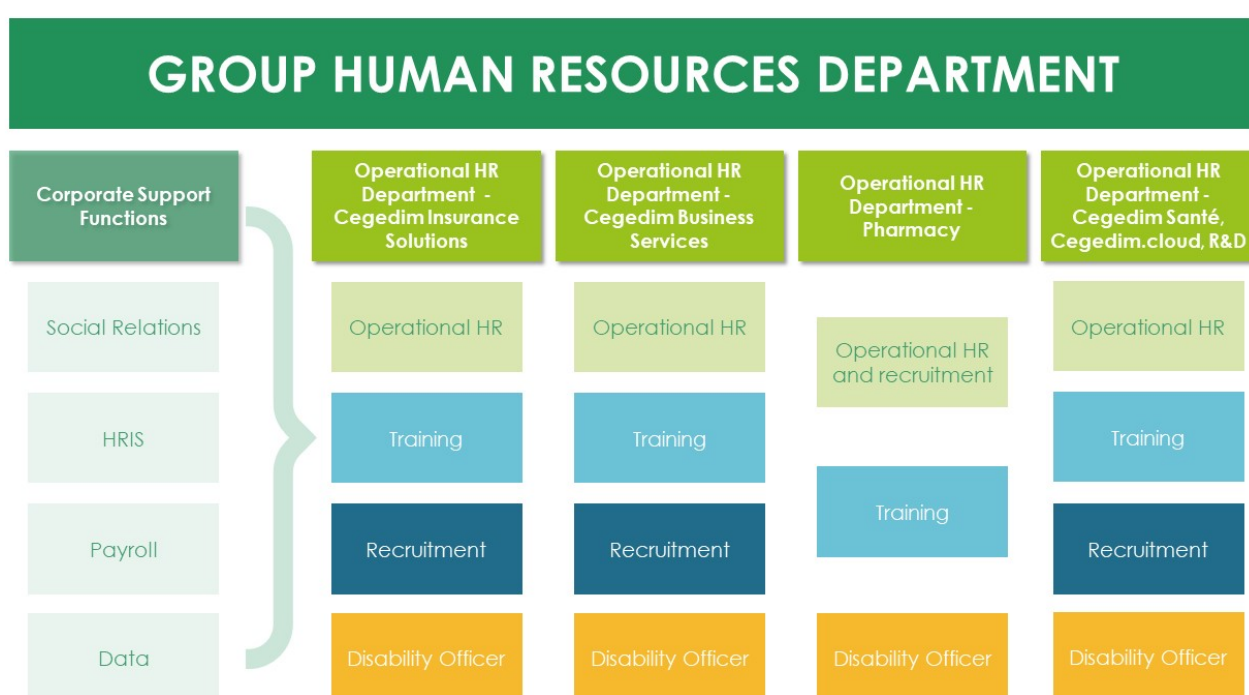 GROUP HUMAN RESOURCES DEPARTMENT
Corporate Support
Functions
Social Relations
HRIS
Payroll
Data
Operational HR
Department -
Cegedim Insurance
Solutions
Operational HR
Training
Recruitment
Disability Officer
Operational HR
Department -
Cegedim Business
Services
Operational HR
Training
Recruitment
Disability Officer
Operational HR
Department -
Pharmacy
Operational HR
and recruitment
Training
Disability Officer
Operational HR
Department -
Cegedim Santé,
Cegedim.cloud, R&D
Operational HR
Training
Recruitment
Disability Officer